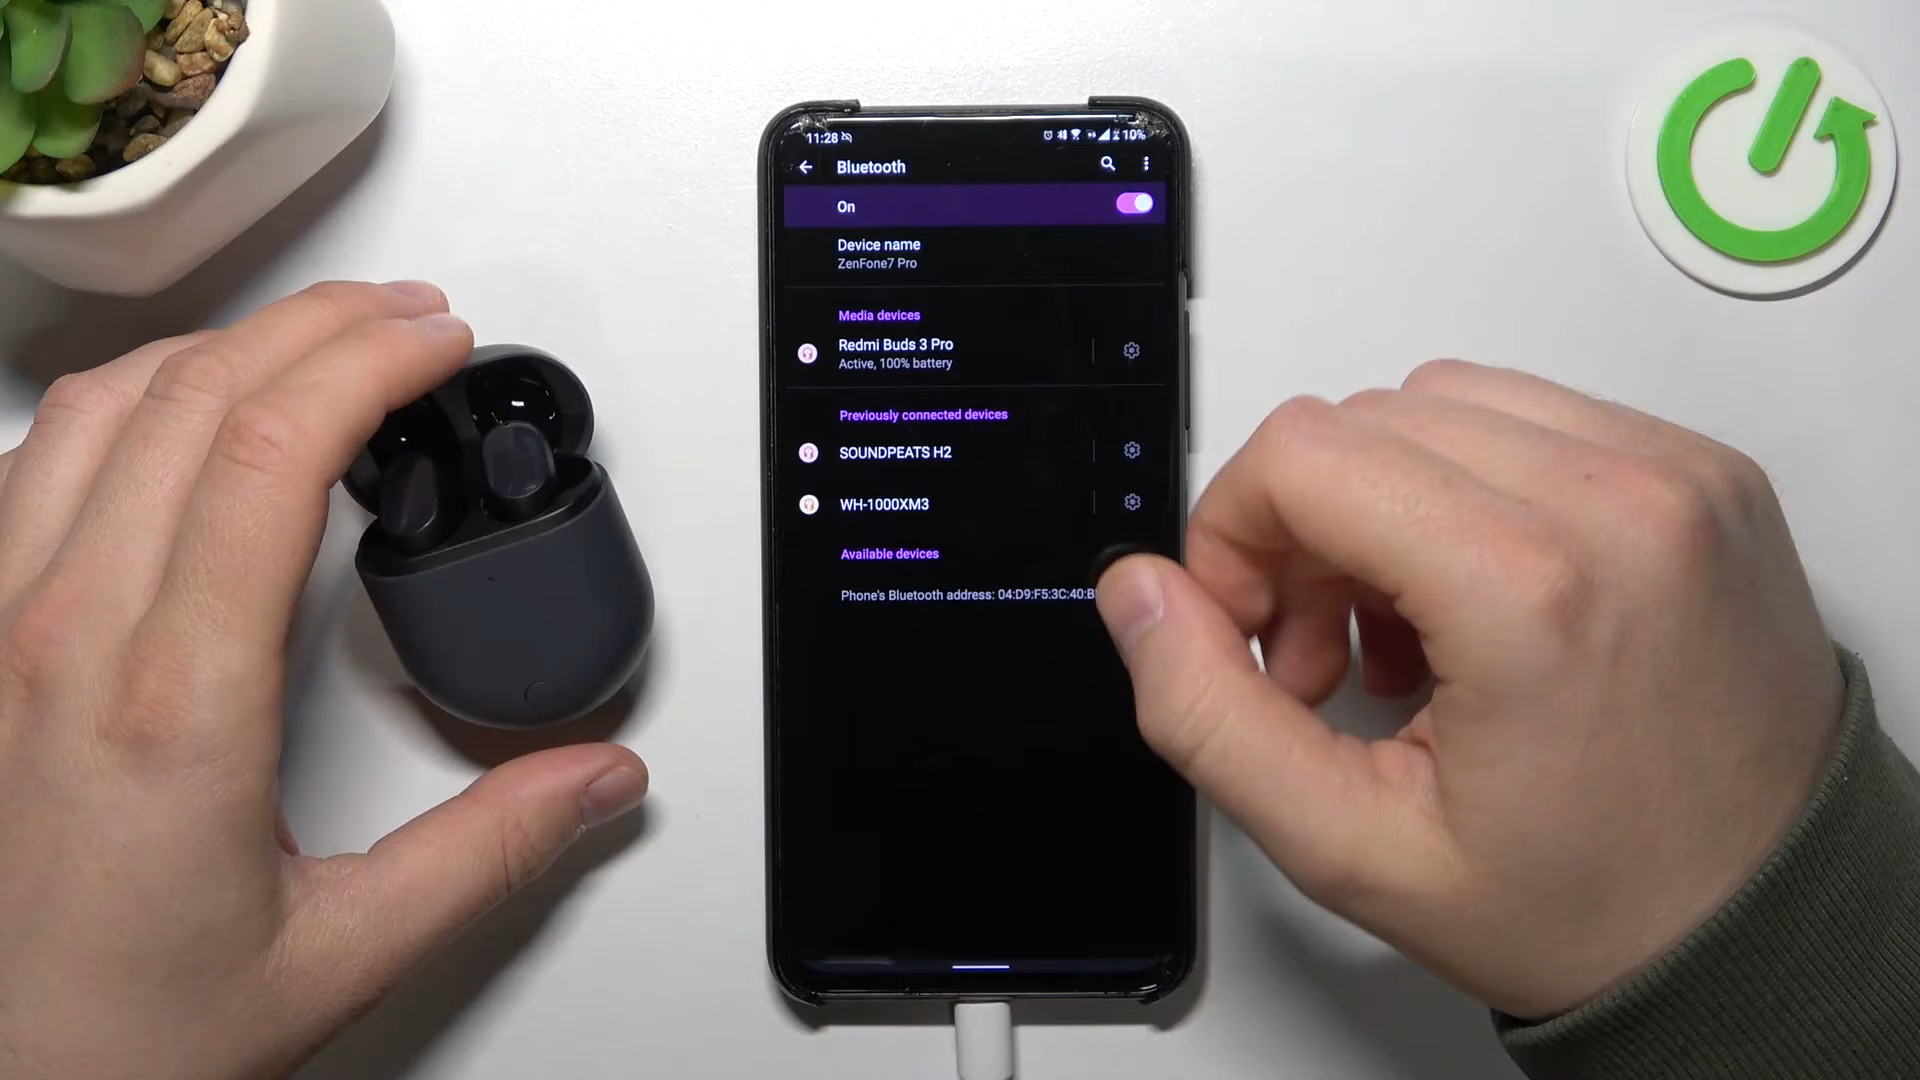 11:28
10%
Bluetooth
On
Device name
ZenFone7 Pro
Media devices
Redmi Buds 3 Pro
Active, 100% battery
Previously connected devices
SOUNDPEATS H2
WH-1000XM3
Available devices
Phone's Bluetooth address: 04:D9:F5:3C:40:B